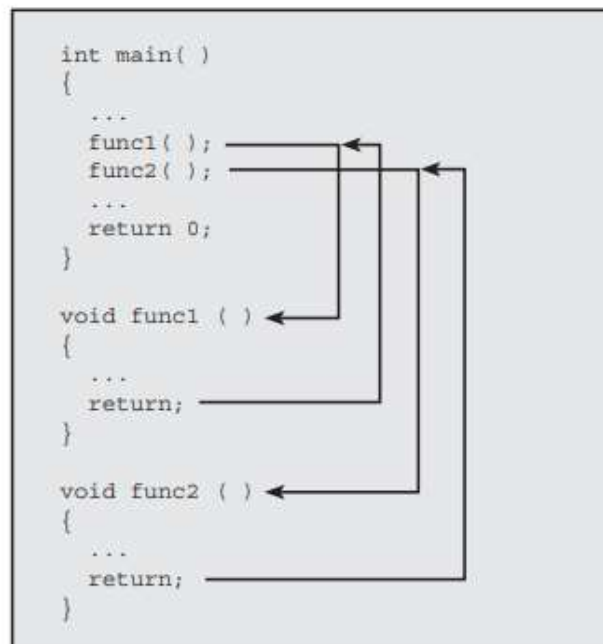 int main( )
{
...
func1( );
func2( );
...
return 0;
}
void func1 ( )
{
...
return;
}
void func2 ( )
{
...
return;
}